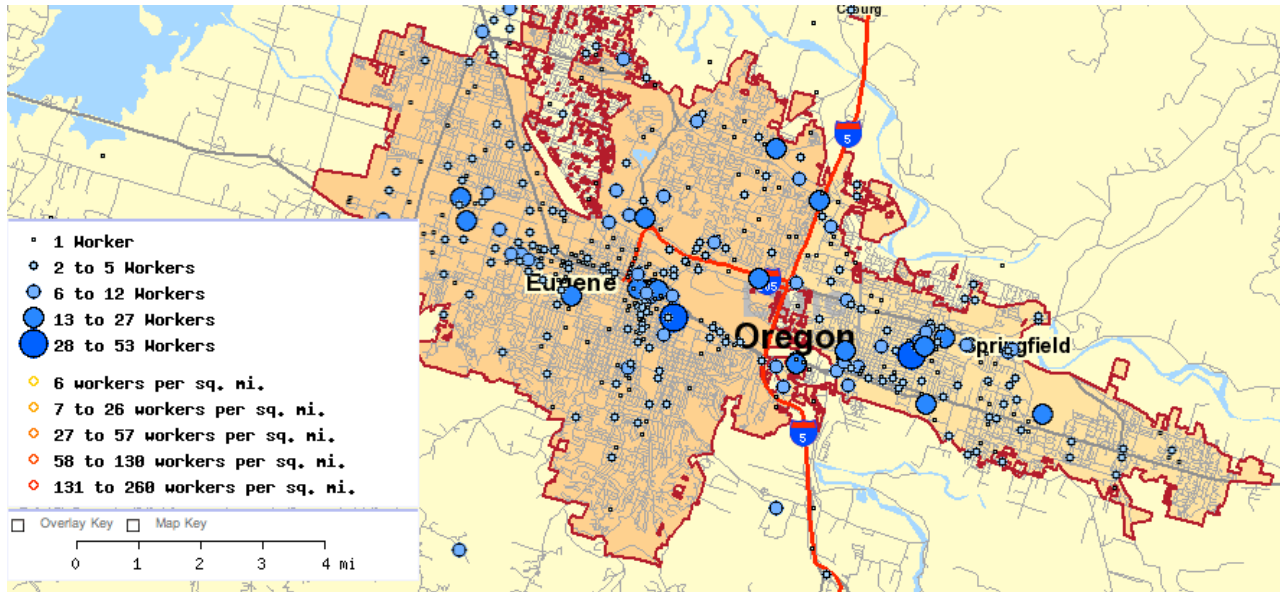 Coburg
5
1 Worker
2 to 5 Workers
6 to 12 Workers
13 to 27 Workers
28 to 53 Workers
6 workers per sq. mi.
7 to 26 workers per sq. mi.
27 to 57 workers per sq. mi.
58 to 130 workers per sq. mi.
131 to 260 workers per sq. mi.
Eugene
Oregon
Springfield
5
Overlay Key
Map Key
0 1 2 3 4 mi